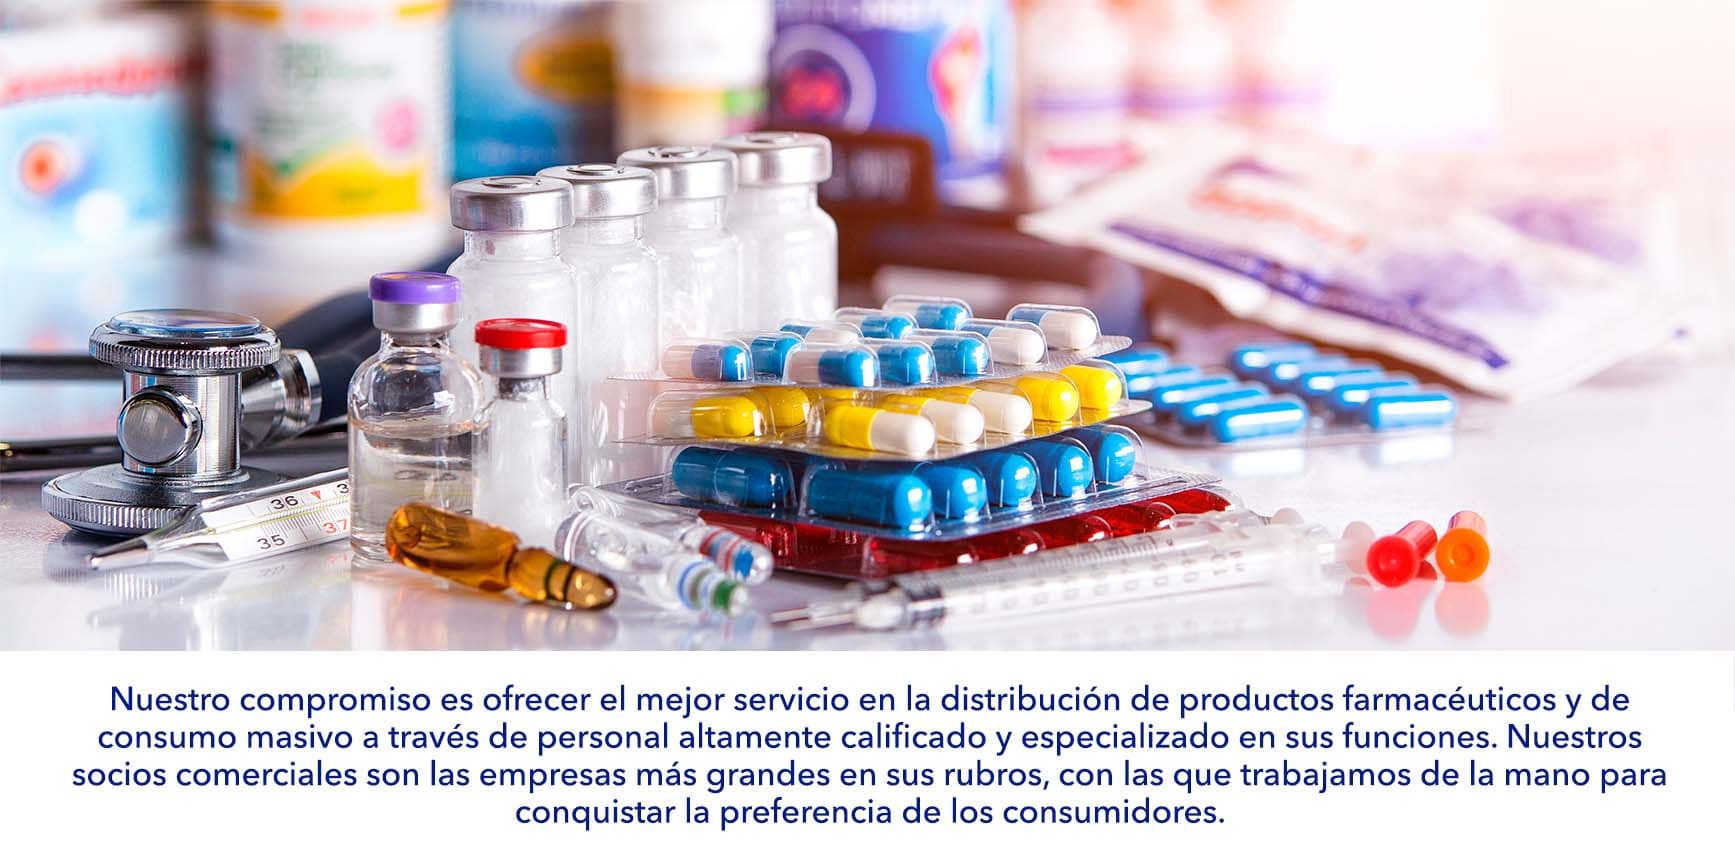 36
3
35
37
Nuestro compromiso es ofrecer el mejor servicio en la distribución de productos farmacéuticos y de
consumo masivo a través de personal altamente calificado y especializado en sus funciones. Nuestros
socios comerciales son las empresas más grandes en sus rubros, con las que trabajamos de la mano para
conquistar la preferencia de los consumidores.